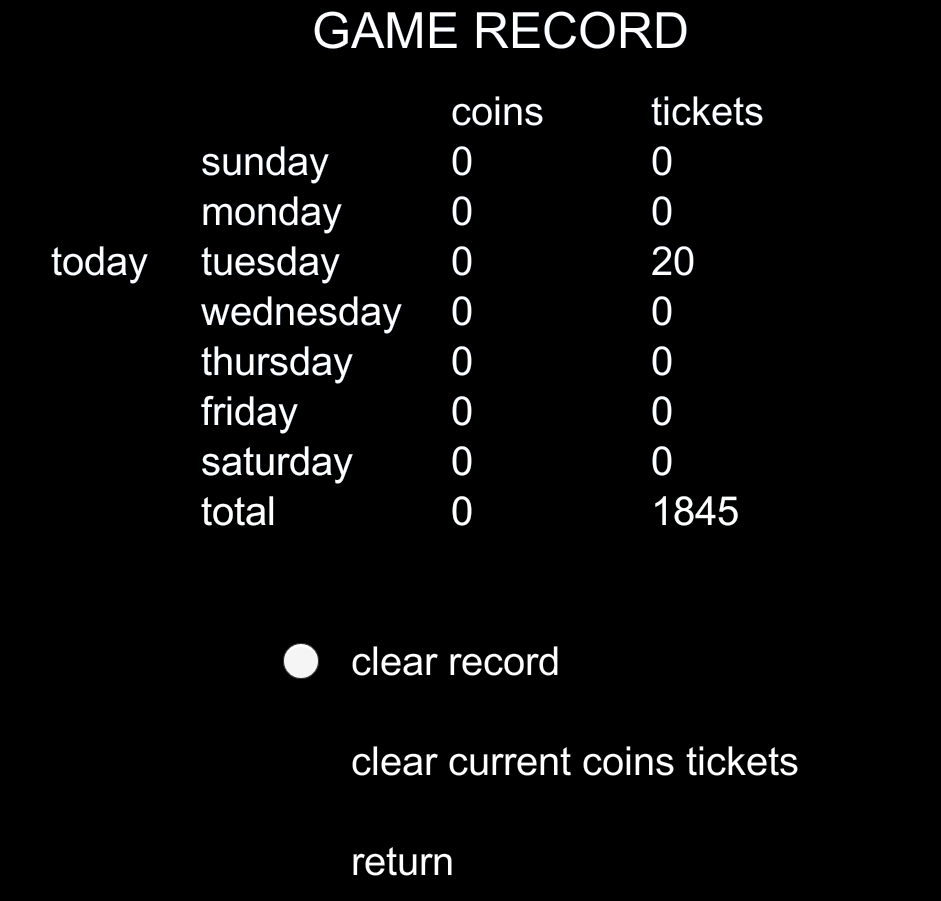 GAME RECORD
coins tickets
sunday 0 0
monday 0 0
today tuesday 0 20
wednesday 0 0
thursday 0 0
friday 0 0
saturday 0 0
total 0 1845
clear record
clear current coins tickets
return